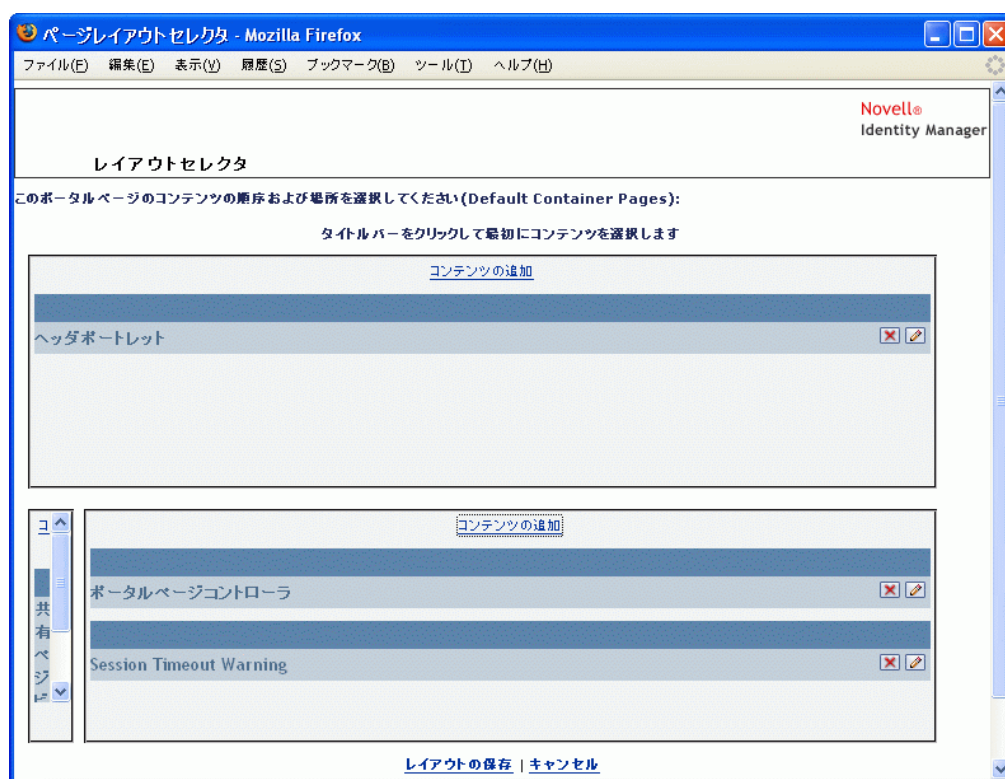 ページレイアウトセレクタ - Mozilla Firefox
ファイル(F) 編集(E) 表示(V) 履歴(S) ブックマーク(B) ツール(T) ヘルプ(H)
Novell®
Identity Manager
レイアウトセレクタ
このポータルページのコンテンツの順序および場所を選択してください(Default Container Pages):
タイトルバーをクリックして最初にコンテンツを選択します
コンテンツの追加
ヘッダポートレット
コ
共
有
ペ
ー
ジ
コンテンツの追加
ポータルページコントローラ
Session Timeout Warning
レイアウトの保存 | キャンセル